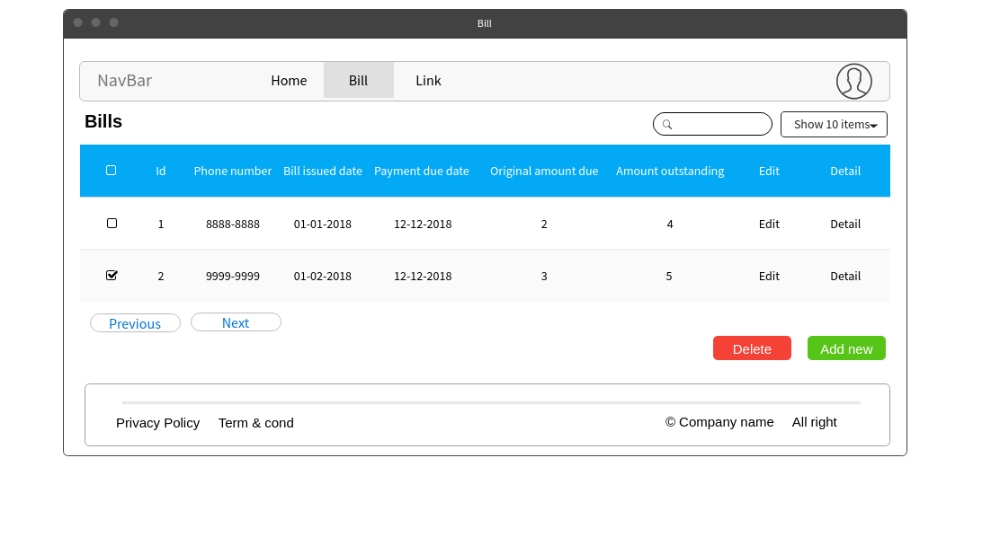 Bill
NavBar Home Bill Link
Bills
Show 10 items
Id Phone number Bill issued date Payment due date Original amount due Amount outstanding Edit Detail
1 8888-8888 01-01-2018 12-12-2018 2 4 Edit Detail
2 9999-9999 01-02-2018 12-12-2018 3 5 Edit Detail
Previous Next
Delete Add new
Privacy Policy Term & cond © Company name All right